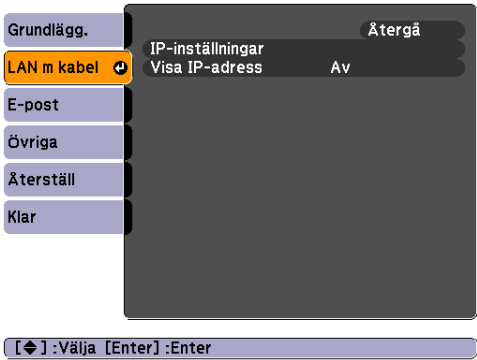 Grundlägg.
LAN m kabel
E-post
Övriga
Återställ
Klar
Återgå
IP-inställningar
Visa IP-adress Av
[◆] :Välja [Enter] :Enter